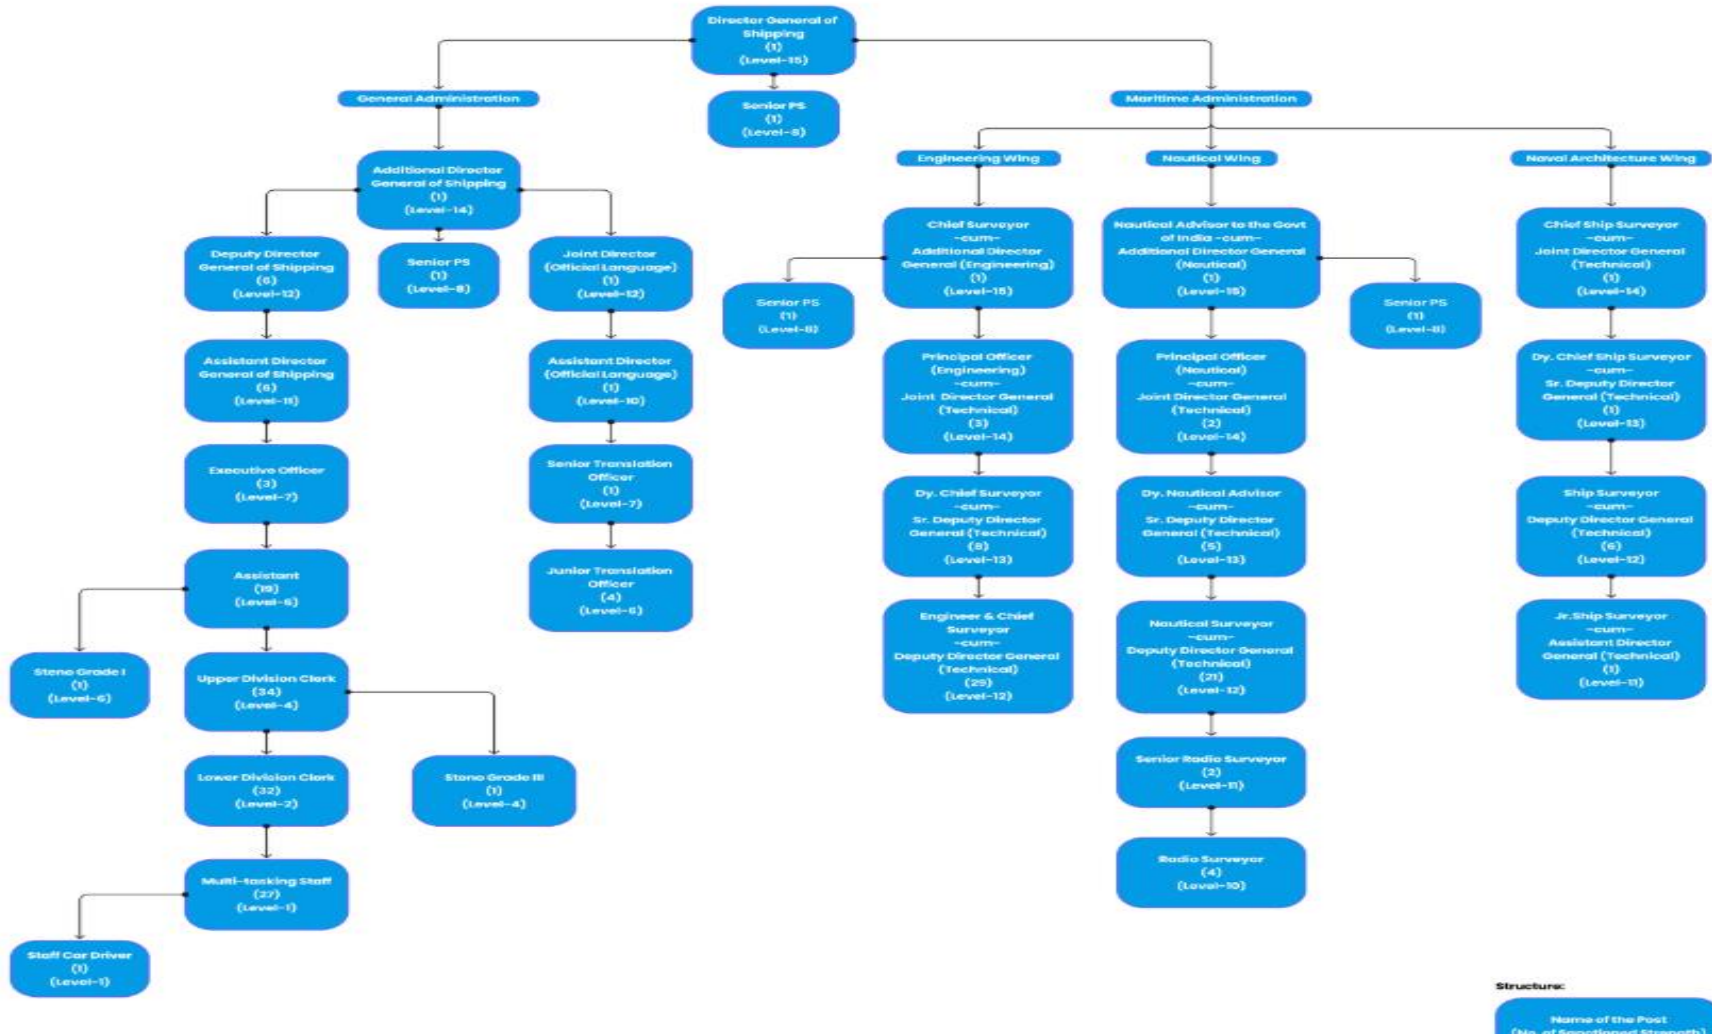 Director General of
Shipping
(1)
(Level-15)
General Administration
Senior PS
(1)
(Level-8)
Maritime Administration
Engineering Wing
Nautical Wing
Naval Architecture Wing
Additional Director
General of Shipping
(1)
(Level-14)
Deputy Director
General of Shipping
(6)
(Level-12)
Senior PS
(1)
(Level-8)
Joint Director
(Official Language)
(1)
(Level-12)
Assistant Director
General of Shipping
(6)
(Level-11)
Assistant Director
(Official Language)
(1)
(Level-10)
Executive Officer
(3)
(Level-7)
Senior Translation
Officer
(1)
(Level-7)
Assistant
(19)
(Level-6)
Junior Translation
Officer
(4)
(Level-6)
Steno Grade I
(1)
(Level-6)
Upper Division Clerk
(34)
(Level-4)
Lower Division Clerk
(32)
(Level-2)
Steno Grade III
(1)
(Level-4)
Multi-tasking Staff
(27)
(Level-1)
Staff Car Driver
(1)
(Level-1)
Chief Surveyor
-cum-
Additional Director
General (Engineering)
(1)
(Level-15)
Senior PS
(1)
(Level-8)
Principal Officer
(Engineering)
-cum-
Joint Director General
(Technical)
(3)
(Level-14)
Dy. Chief Surveyor
-cum-
Sr. Deputy Director
General (Technical)
(8)
(Level-13)
Engineer & Chief
Surveyor
-cum-
Deputy Director General
(Technical)
(29)
(Level-12)
Nautical Advisor to the Govt
of India -cum-
Additional Director General
(Nautical)
(1)
(Level-15)
Senior PS
(1)
(Level-8)
Principal Officer
(Nautical)
-cum-
Joint Director General
(Technical)
(2)
(Level-14)
Dy. Nautical Advisor
-cum-
Sr. Deputy Director
General (Technical)
(5)
(Level-13)
Nautical Surveyor
-cum-
Deputy Director General
(Technical)
(21)
(Level-12)
Senior Radio Surveyor
(2)
(Level-11)
Radio Surveyor
(4)
(Level-10)
Chief Ship Surveyor
-cum-
Joint Director General
(Technical)
(1)
(Level-14)
Dy. Chief Ship Surveyor
-cum-
Sr. Deputy Director
General (Technical)
(1)
(Level-13)
Ship Surveyor
-cum-
Deputy Director General
(Technical)
(6)
(Level-12)
Jr.Ship Surveyor
-cum-
Assistant Director
General (Technical)
(1)
(Level-11)
Structure:
Name of the Post
(No. of Sanctioned Strength)